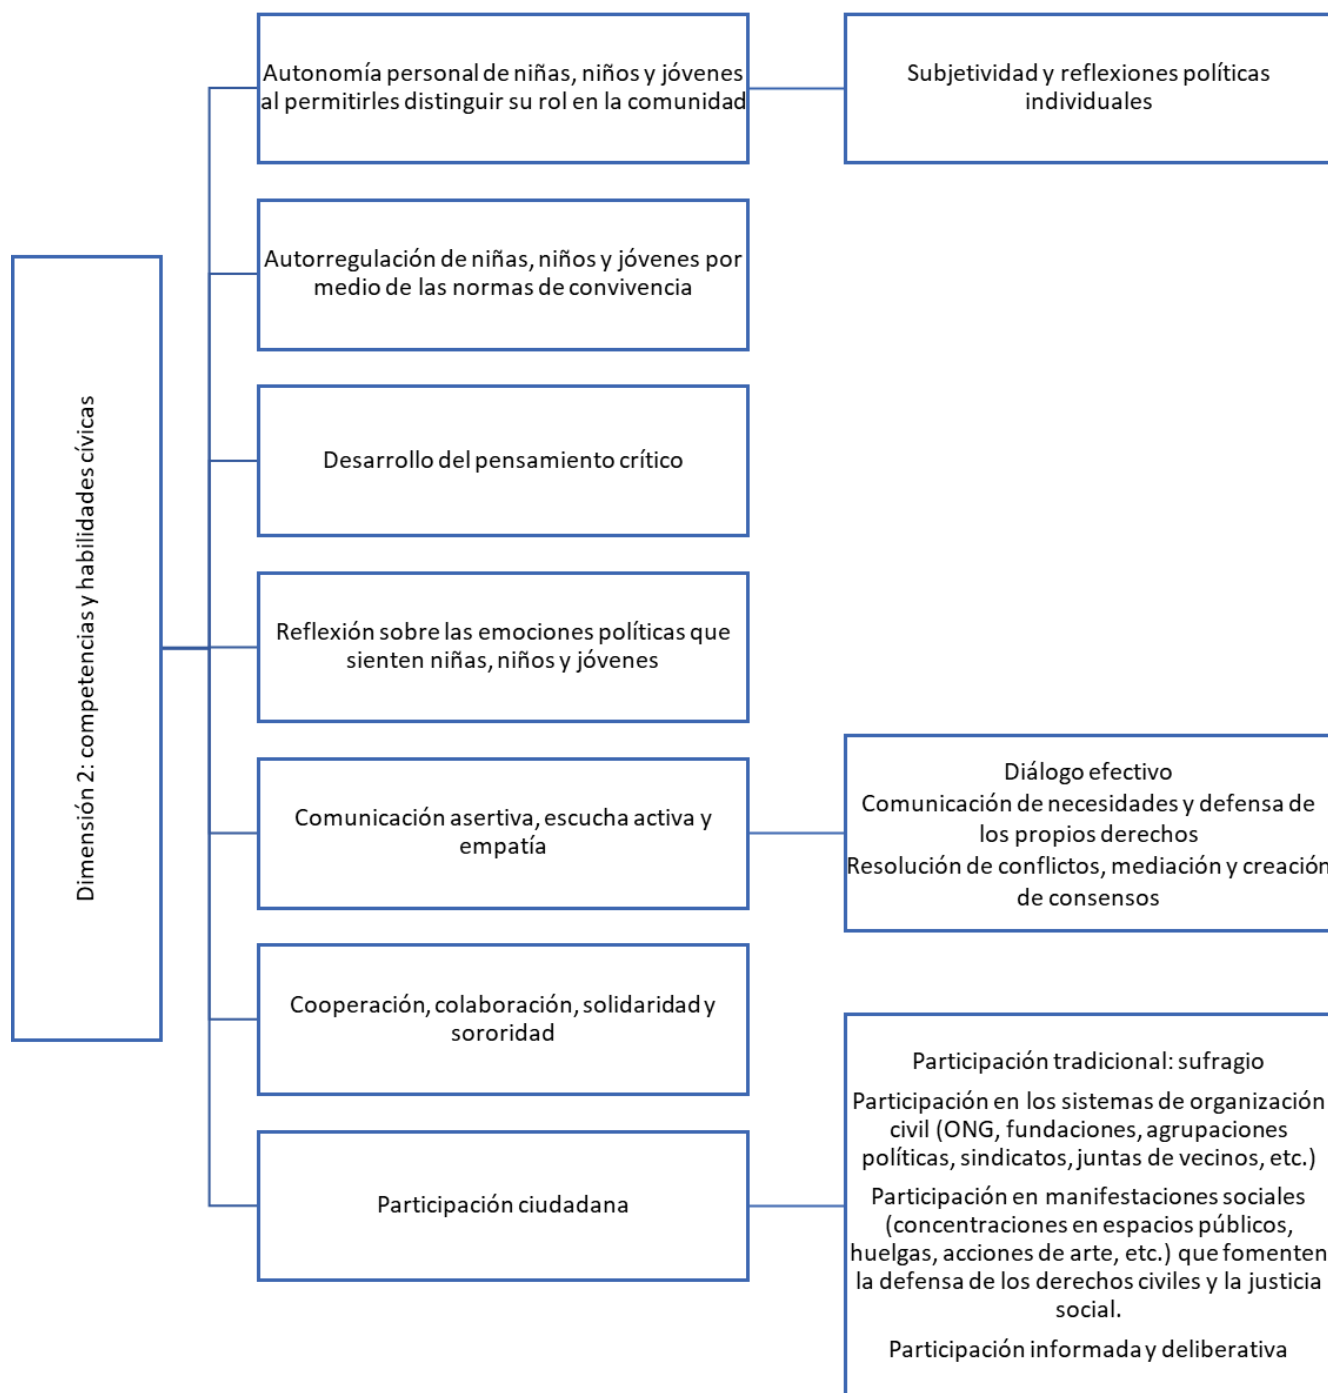 Dimensión 2: competencias y habilidades cívicas
Autonomía personal de niñas, niños y jóvenes
al permitirles distinguir su rol en la comunidad
Subjetividad y reflexiones políticas
individuales
Autorregulación de niñas, niños y jóvenes por
medio de las normas de convivencia
Desarrollo del pensamiento crítico
Reflexión sobre las emociones políticas que
sienten niñas, niños y jóvenes
Comunicación asertiva, escucha activa y
empatía
Diálogo efectivo
Comunicación de necesidades y defensa de
los propios derechos
Resolución de conflictos, mediación y creación
de consensos
Cooperación, colaboración, solidaridad y
sororidad
Participación ciudadana
Participación tradicional: sufragio
Participación en los sistemas de organización
civil (ONG, fundaciones, agrupaciones
políticas, sindicatos, juntas de vecinos, etc.)
Participación en manifestaciones sociales
(concentraciones en espacios públicos,
huelgas, acciones de arte, etc.) que fomenten
la defensa de los derechos civiles y la justicia
social.
Participación informada y deliberativa